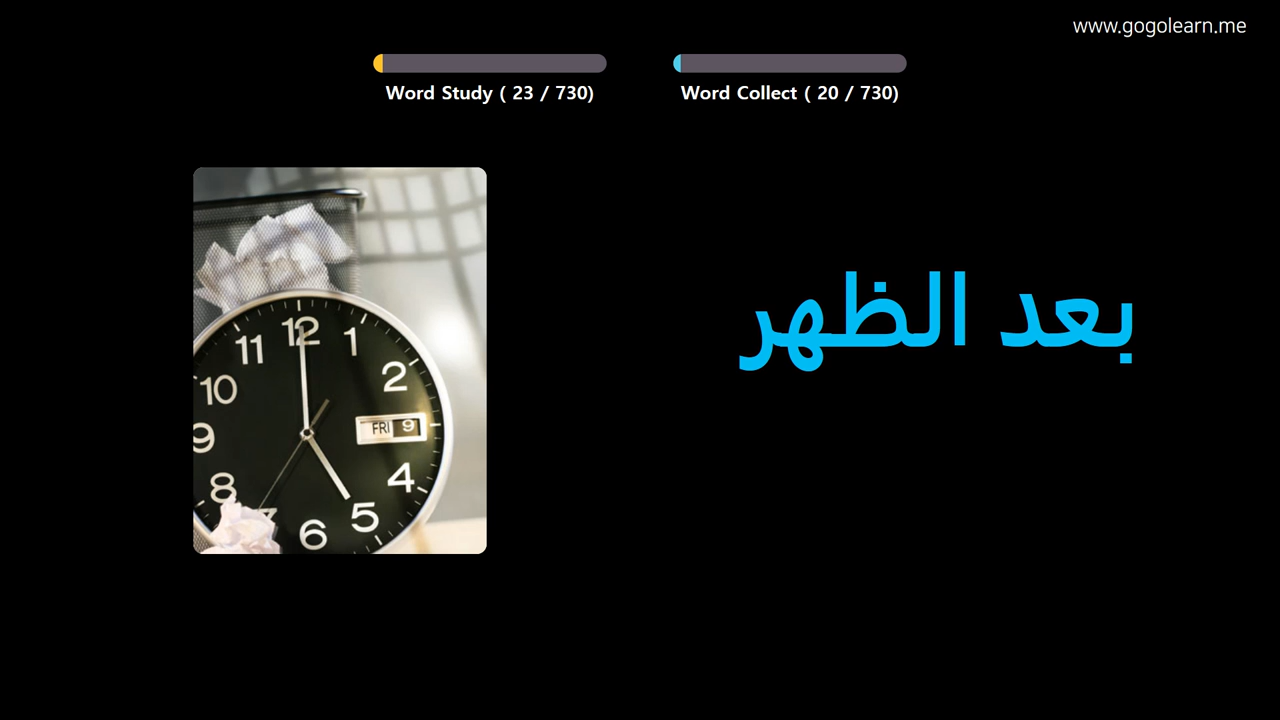 www.gogolearn.me
Word Study ( 23 / 730)
Word Collect ( 20 / 730)
بعد الظهر
12
11
1
10
2
9
FRI 9
8
4
7
5
6